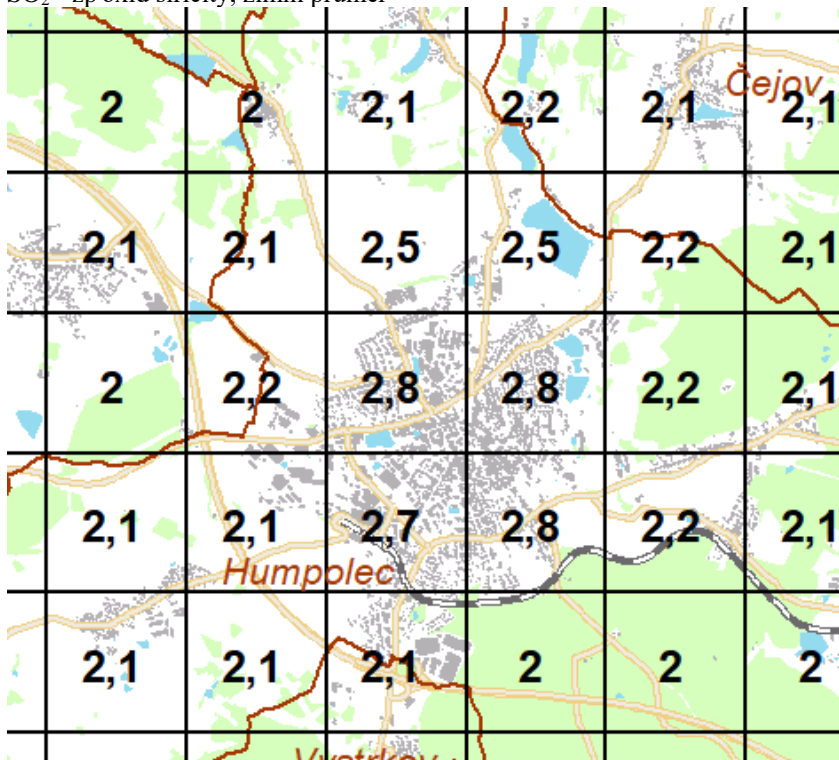 2 2 2,1 2,2 2,1 2,1
Čejov
2,1 2,1 2,5 2,5 2,2 2,1
2 2,2 2,8 2,8 2,2 2,1
2,1 2,1 2,7 2,8 2,2 2,1
Humpolec
2,1 2,1 2,1 2 2 2